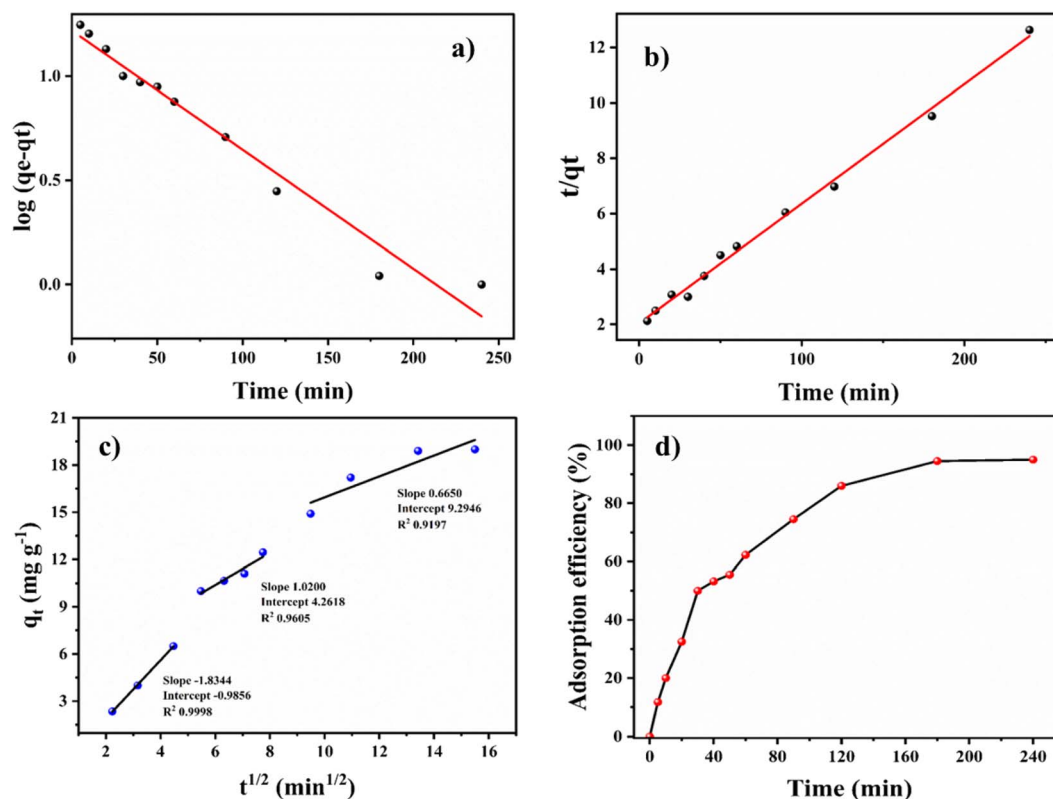 a)
1.0
0.5
0.0
log (qe-qt)
0 50 100 150 200 250
Time (min)
b)
12
10
8
6
4
2
t/qt
0 100 200
Time (min)
c)
21
18
15
12
9
6
3
qt (mg g-1)
Slope 0.6650
Intercept 9.2946
R2 0.9197
Slope 1.0200
Intercept 4.2618
R2 0.9605
Slope -1.8344
Intercept -0.9856
R2 0.9998
2 4 6 8 10 12 14 16
t1/2 (min1/2)
d)
100
80
60
40
20
0
Adsorption efficiency (%)
0 40 80 120 160 200 240
Time (min)